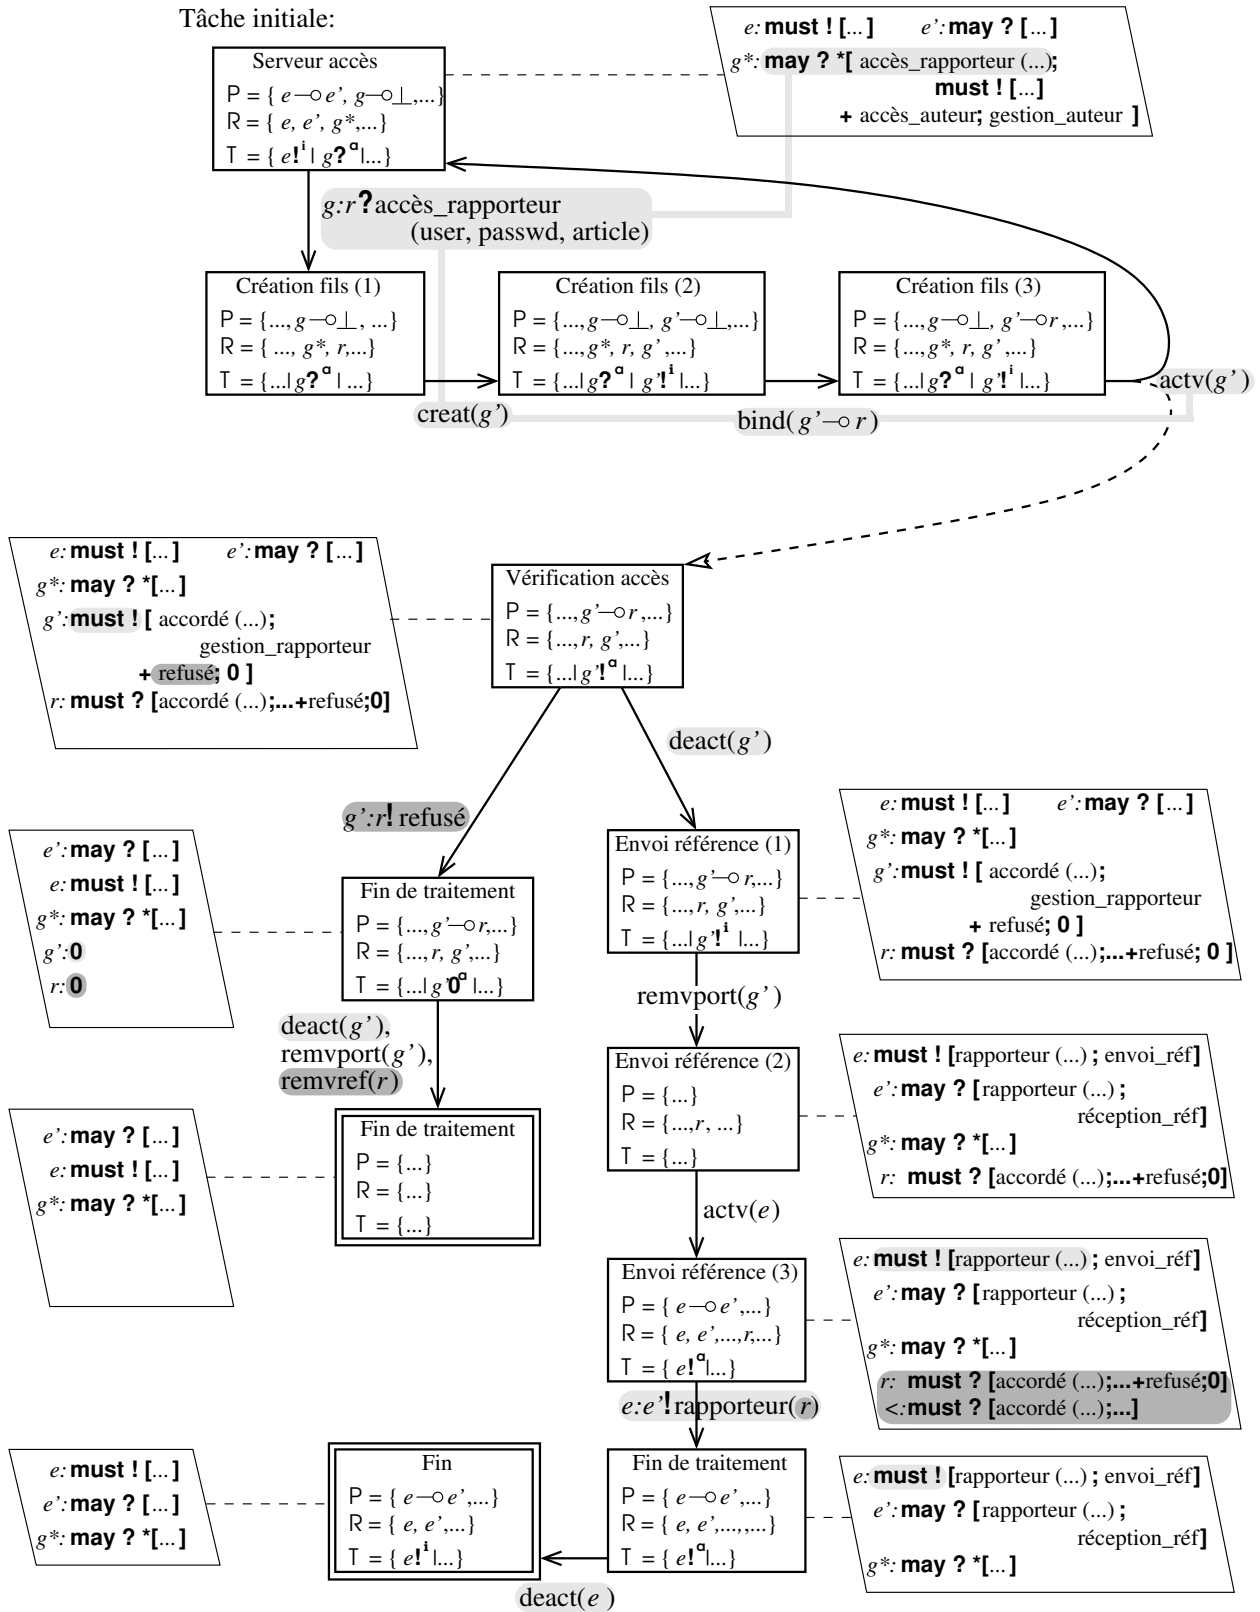 Tâche initiale:
Serveur accès
P = { e⊸e', g⊸⊥,...}
R = { e, e', g*,...}
T = { e!ⁱ | g?ᵃ |...}
e: must ! [...] e': may ? [...]
g*: may ? *[ accès_rapporteur (...);
must ! [...]
+ accès_auteur; gestion_auteur ]
g:r?accès_rapporteur
(user, passwd, article)
Création fils (1)
P = {...,g⊸⊥, ...}
R = { ..., g*, r,...}
T = {...| g?ᵃ | ...}
Création fils (2)
P = {...,g⊸⊥, g'⊸⊥,...}
R = {...,g*, r, g' ,...}
T = {...| g?ᵃ | g'!ⁱ |...}
Création fils (3)
P = {...,g⊸⊥, g'⊸r ,...}
R = {...,g*, r, g' ,...}
T = {...| g?ᵃ | g'!ⁱ |...}
creat(g')
bind(g'⊸r)
actv(g')
e: must ! [...] e': may ? [...]
g*: may ? *[...]
g': must ! [ accordé (...);
gestion_rapporteur
+ refusé; 0 ]
r: must ? [accordé (...);...+refusé;0]
Vérification accès
P = {...,g'⊸r ,...}
R = {...,r, g',...}
T = {...| g'!ᵃ |...}
deact(g')
g':r! refusé
e': may ? [...]
e: must ! [...]
g*: may ? *[...]
g': 0
r: 0
Fin de traitement
P = {...,g'⊸r,...}
R = {...,r, g',...}
T = {...| g'0ᵃ |...}
Envoi référence (1)
P = {...,g'⊸r,...}
R = {...,r, g',...}
T = {...| g'!ⁱ |...}
e: must ! [...] e': may ? [...]
g*: may ? *[...]
g': must ! [ accordé (...);
gestion_rapporteur
+ refusé; 0 ]
r: must ? [accordé (...);...+refusé; 0 ]
remvport(g')
deact(g'),
remvport(g'),
remvref(r)
Envoi référence (2)
P = {...}
R = {...,r, ...}
T = {...}
e: must ! [rapporteur (...) ; envoi_réf]
e': may ? [rapporteur (...) ;
réception_réf]
g*: may ? *[...]
r: must ? [accordé (...);...+refusé;0]
e': may ? [...]
e: must ! [...]
g*: may ? *[...]
Fin de traitement
P = {...}
R = {...}
T = {...}
actv(e)
Envoi référence (3)
P = { e⊸e',...}
R = { e, e',...,r,...}
T = { e!ᵃ|...}
e: must ! [rapporteur (...) ; envoi_réf]
e': may ? [rapporteur (...) ;
réception_réf]
g*: may ? *[...]
r: must ? [accordé (...);...+refusé;0]
<: must ? [accordé (...);...]
e:e'!rapporteur(r)
e: must ! [...]
e': may ? [...]
g*: may ? *[...]
Fin
P = { e⊸e',...}
R = { e, e',...}
T = { e!ⁱ |...}
Fin de traitement
P = { e⊸e',...}
R = { e, e',...,,...}
T = { e!ᵃ|...}
e: must ! [rapporteur (...) ; envoi_réf]
e': may ? [rapporteur (...) ;
réception_réf]
g*: may ? *[...]
deact(e )